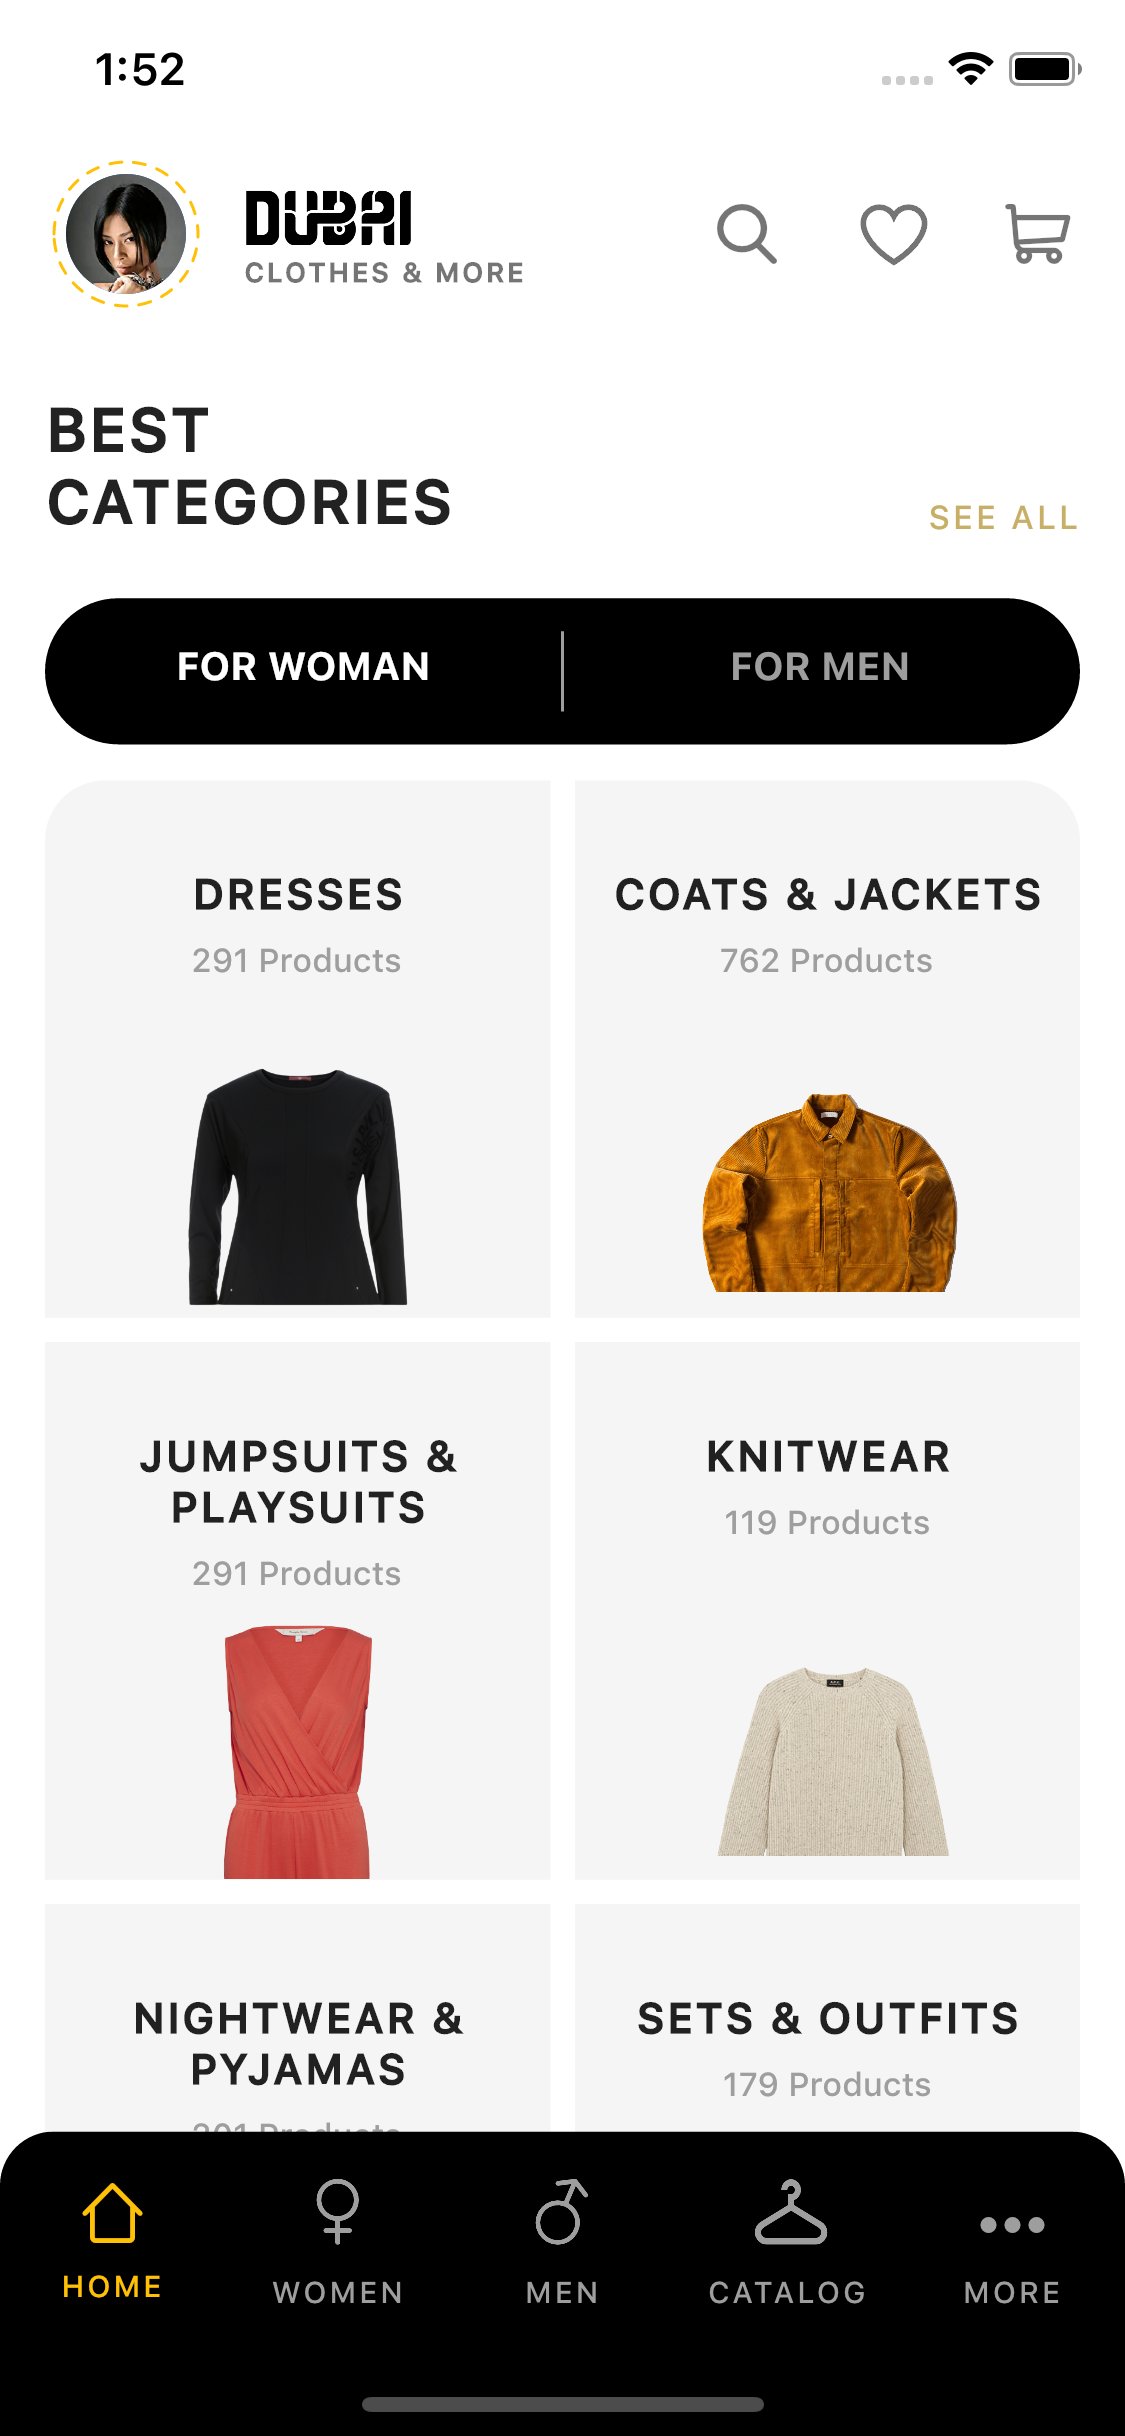 1:52
DUBAI
CLOTHES & MORE
BEST
CATEGORIES
SEE ALL
FOR WOMAN
FOR MEN
DRESSES
291 Products
COATS & JACKETS
762 Products
JUMPSUITS &
PLAYSUITS
291 Products
KNITWEAR
119 Products
NIGHTWEAR &
PYJAMAS
Products
SETS & OUTFITS
179 Products
HOME
WOMEN
MEN
CATALOG
MORE